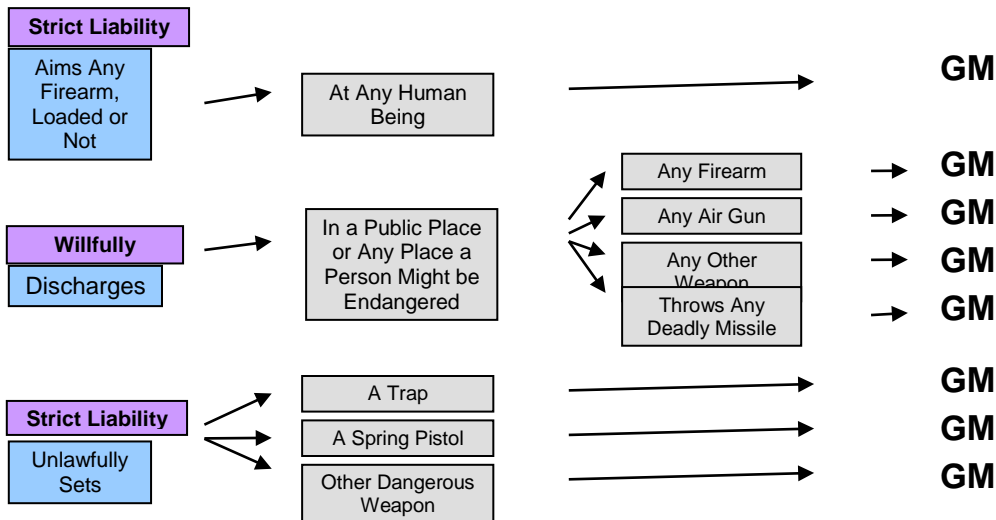 Strict Liability
Aims Any
Firearm,
Loaded or
Not
At Any Human
Being
GM
Willfully
Discharges
In a Public Place
or Any Place a
Person Might be
Endangered
Any Firearm
GM
Any Air Gun
GM
Any Other
Weapon
GM
Throws Any
Deadly Missile
GM
Strict Liability
Unlawfully
Sets
A Trap
GM
A Spring Pistol
GM
Other Dangerous
Weapon
GM